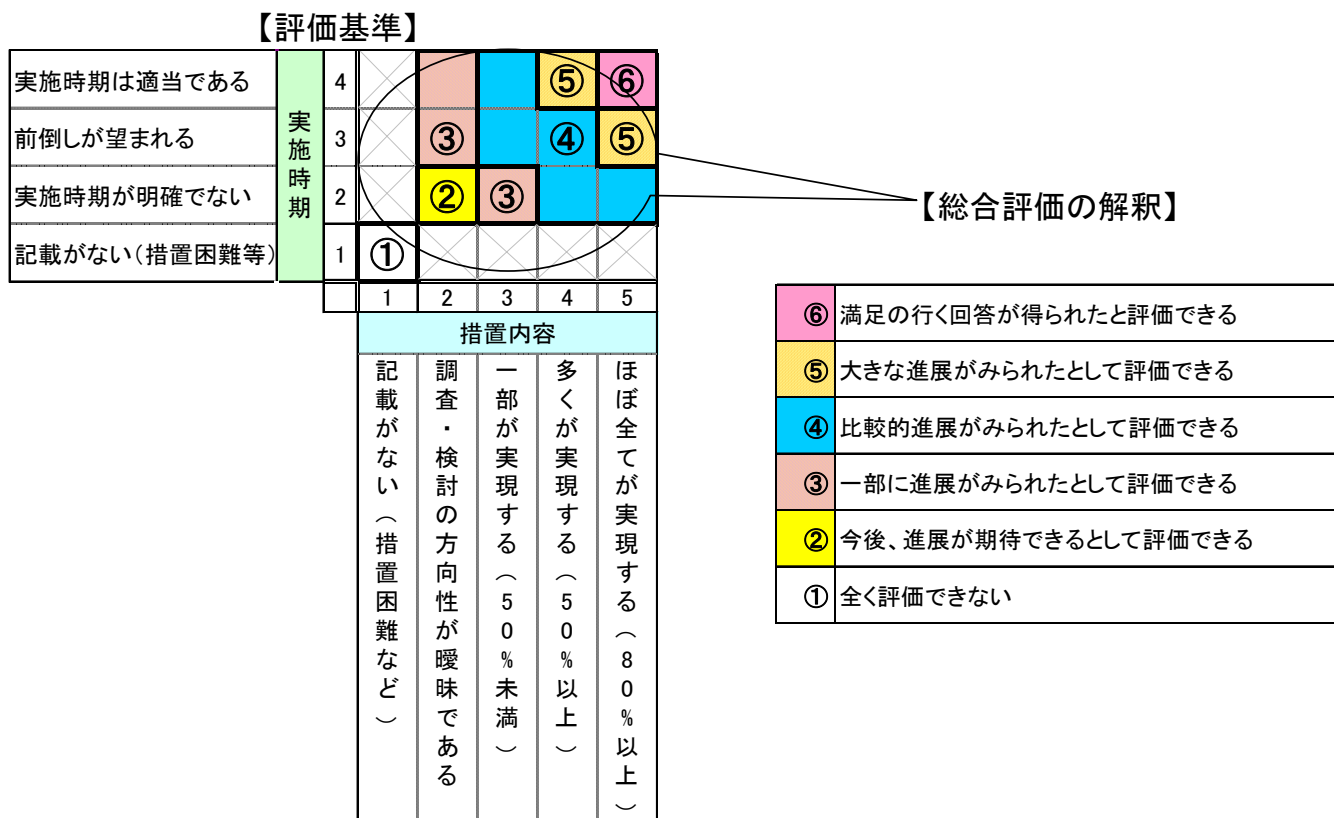 【評価基準】
実施時期は適当である
前倒しが望まれる
実施時期が明確でない
記載がない(措置困難等)
実施時期
4 ⑤ ⑥
3 ③ ④ ⑤
2 ② ③
1 ①
1 2 3 4 5
措置内容
記載がない(措置困難など)
調査・検討の方向性が曖昧である
一部が実現する(50%未満)
多くが実現する(50%以上)
ほぼ全てが実現する(80%以上)
【総合評価の解釈】
⑥ 満足の行く回答が得られたと評価できる
⑤ 大きな進展がみられたとして評価できる
④ 比較的進展がみられたとして評価できる
③ 一部に進展がみられたとして評価できる
② 今後、進展が期待できるとして評価できる
① 全く評価できない